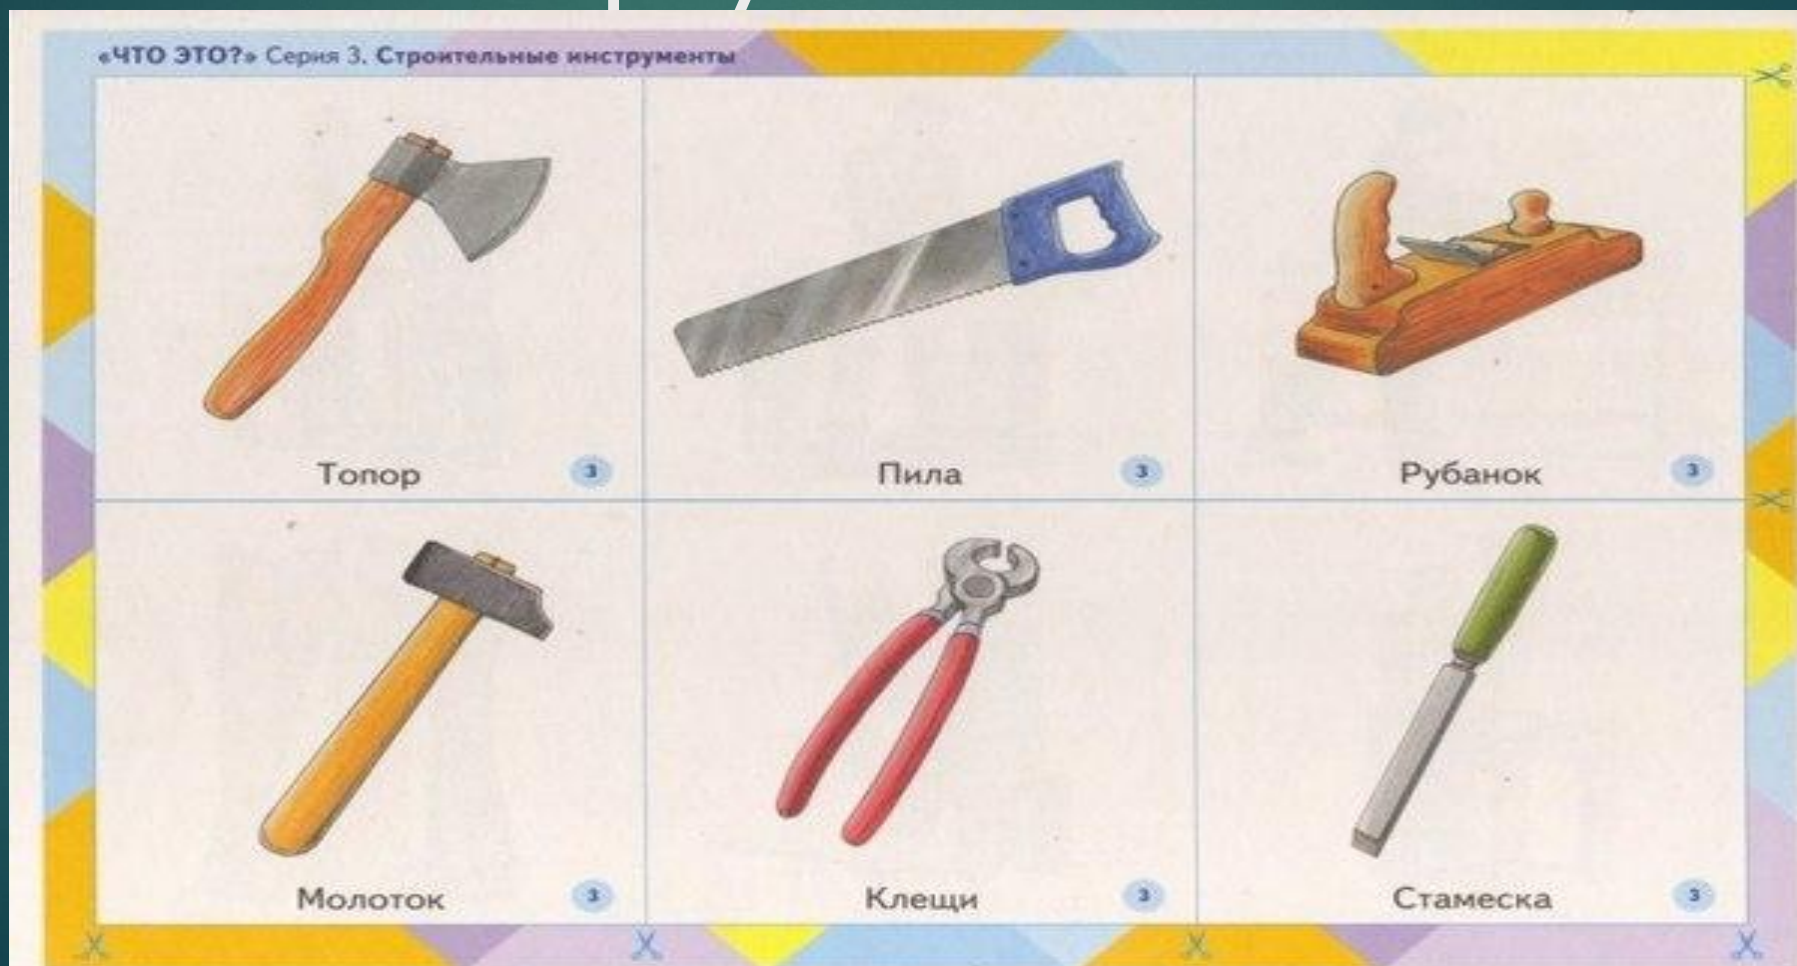 «ЧТО ЭТО?» Серия 3. Строительные инструменты
Топор 3
Пила 3
Рубанок 3
Молоток 3
Клещи 3
Стамеска 3